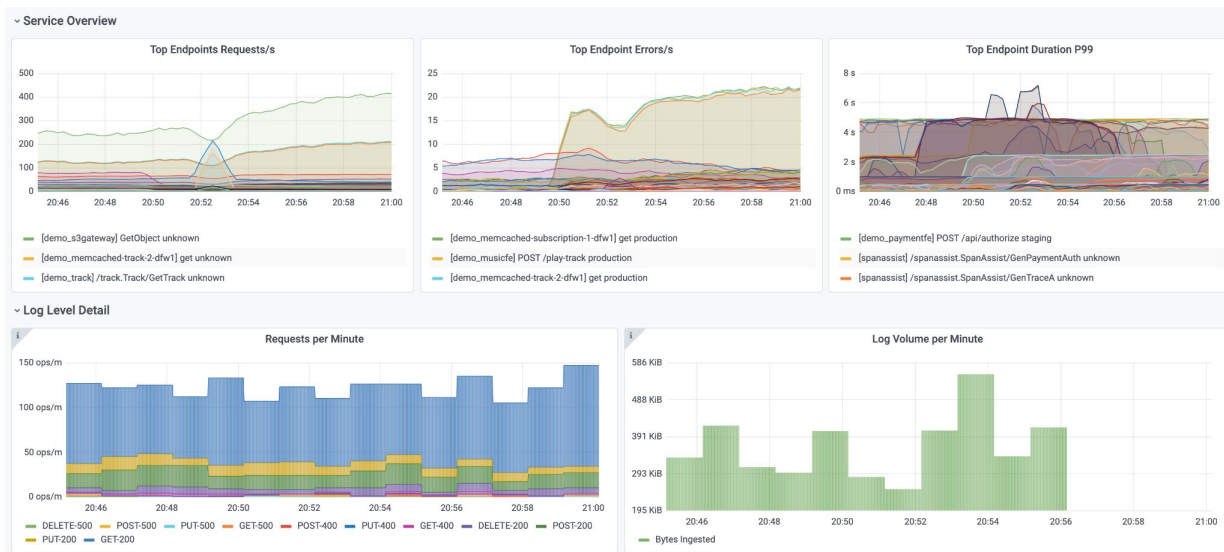 Service Overview
Top Endpoints Requests/s
500
400
300
200
100
0
20:46 20:48 20:50 20:52 20:54 20:56 20:58 21:00
[demo_s3gateway] GetObject unknown
[demo_memcached-track-2-dfw1] get unknown
[demo_track] /track.Track/GetTrack unknown
Top Endpoint Errors/s
25
20
15
10
5
0
20:46 20:48 20:50 20:52 20:54 20:56 20:58 21:00
[demo_memcached-subscription-1-dfw1] get production
[demo_musicfe] POST /play-track production
[demo_memcached-track-2-dfw1] get production
Top Endpoint Duration P99
8 s
6 s
4 s
2 s
0 ms
20:46 20:48 20:50 20:52 20:54 20:56 20:58 21:00
[demo_paymentfe] POST /api/authorize staging
[spanassist] /spanassist.SpanAssist/GenPaymentAuth unknown
[spanassist] /spanassist.SpanAssist/GenTraceA unknown
Log Level Detail
i
Requests per Minute
150 ops/m
100 ops/m
50 ops/m
0 ops/m
20:46 20:48 20:50 20:52 20:54 20:56 20:58 21:00
DELETE-500 POST-500 PUT-500 GET-500 POST-400 PUT-400 GET-400 DELETE-200 POST-200
PUT-200 GET-200
i
Log Volume per Minute
586 KiB
488 KiB
391 KiB
293 KiB
195 KiB
20:46 20:48 20:50 20:52 20:54 20:56 20:58 21:00
Bytes Ingested